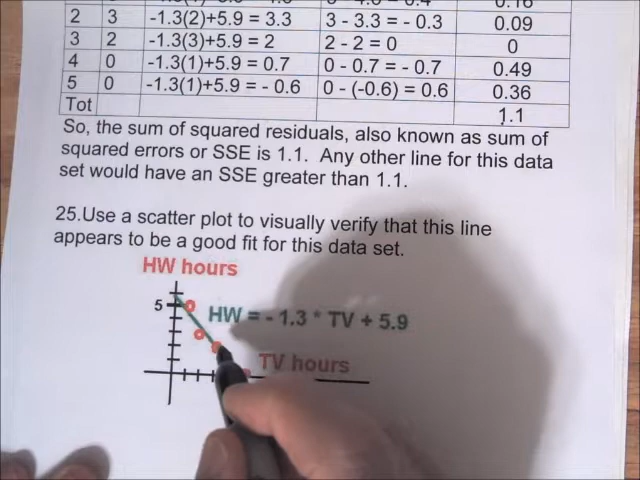 0.16
2 3 -1.3(2)+5.9 = 3.3 3 - 3.3 = - 0.3 0.09
3 2 -1.3(3)+5.9 = 2 2 - 2 = 0 0
4 0 -1.3(1)+5.9 = 0.7 0 - 0.7 = - 0.7 0.49
5 0 -1.3(1)+5.9 = - 0.6 0 - (-0.6) = 0.6 0.36
Tot 1.1
So, the sum of squared residuals, also known as sum of
squared errors or SSE is 1.1. Any other line for this data
set would have an SSE greater than 1.1.
25.Use a scatter plot to visually verify that this line
appears to be a good fit for this data set.
HW hours
5
HW = - 1.3 * TV + 5.9
TV hours